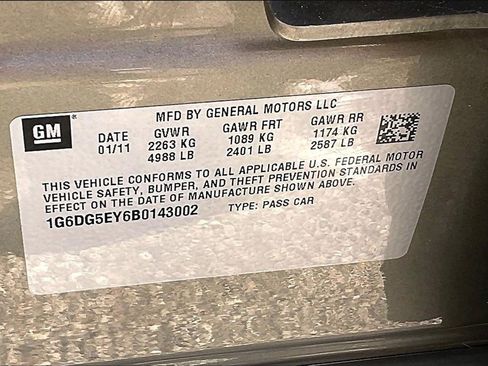 MFD BY GENERAL MOTORS LLC
GM DATE GVWR GAWR FRT GAWR RR
01/11 2263 KG 1089 KG 1174 KG
4988 LB 2401 LB 2587 LB
THIS VEHICLE CONFORMS TO ALL APPLICABLE U.S. FEDERAL MOTOR
VEHICLE SAFETY, BUMPER, AND THEFT PREVENTION STANDARDS IN
EFFECT ON THE DATE OF MANUFACTURE SHOWN ABOVE.
1G6DG5EY6B0143002 TYPE: PASS CAR